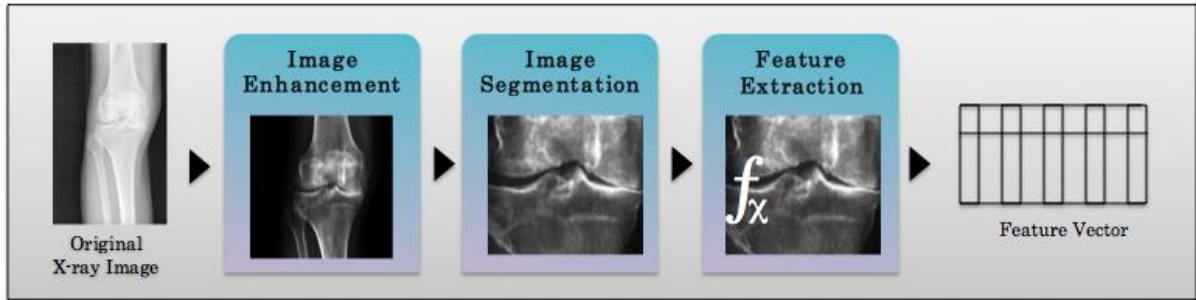 Original
X-ray Image
Image
Enhancement
Image
Segmentation
Feature
Extraction
fχ
Feature Vector